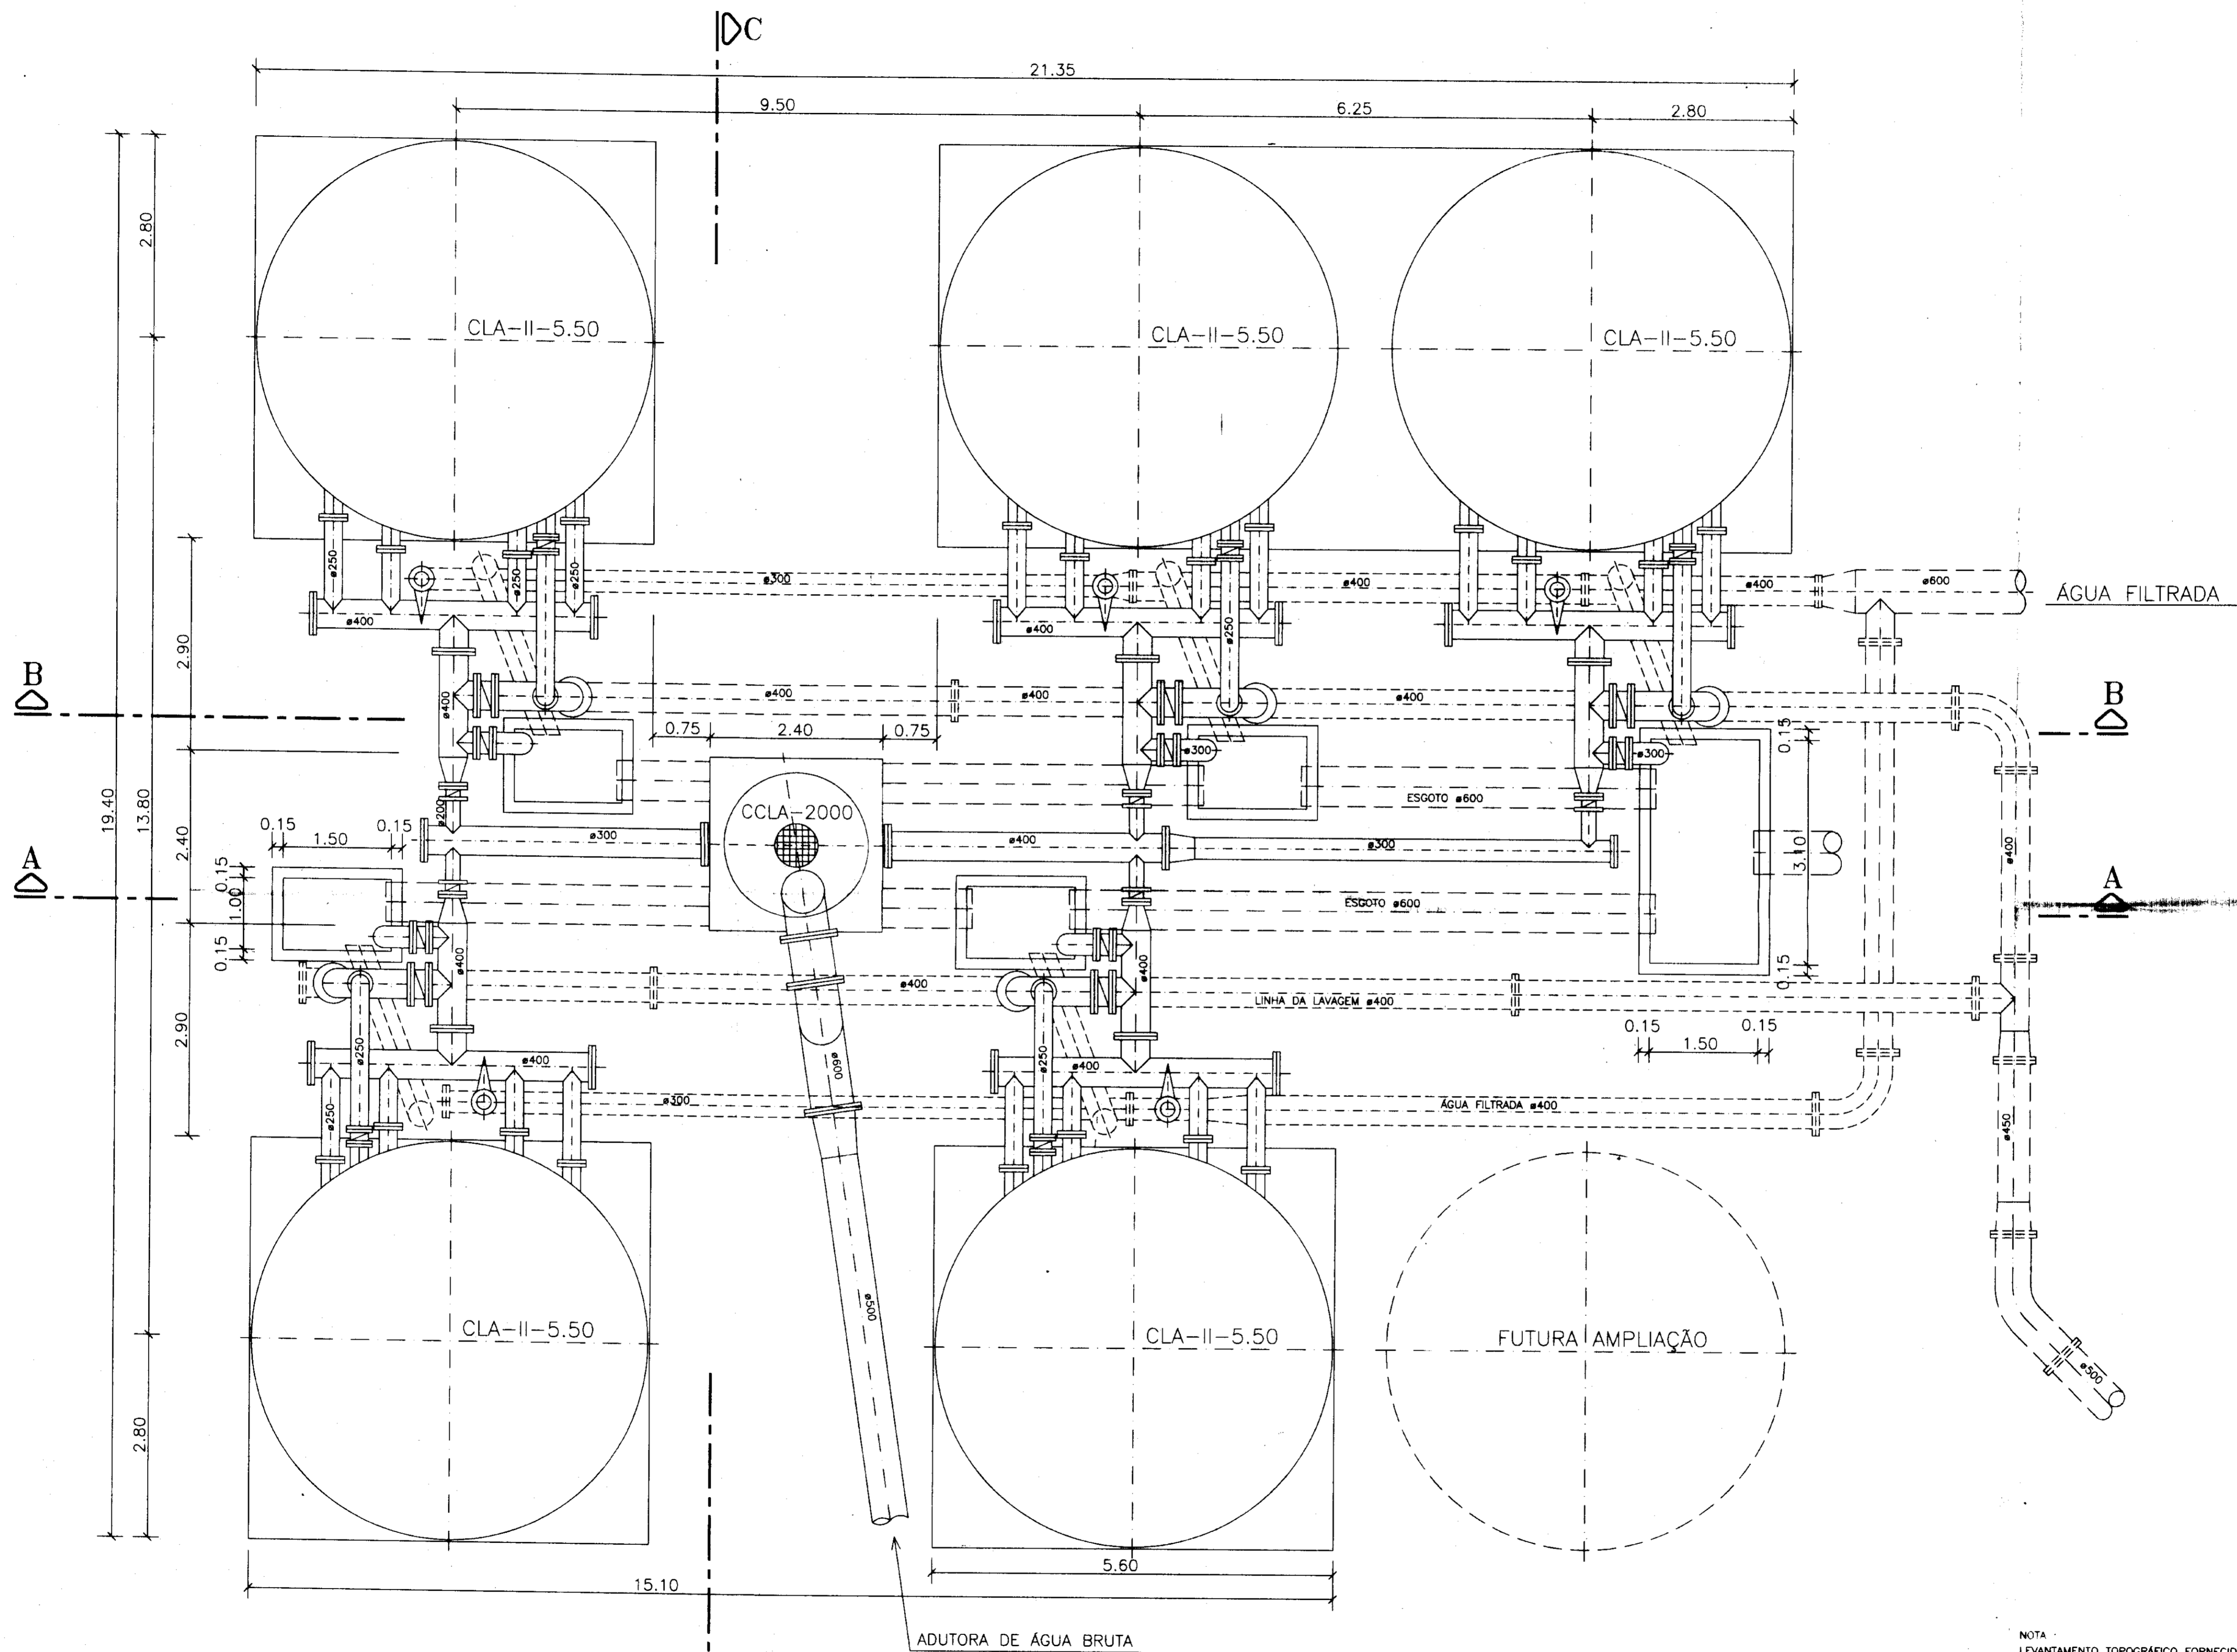 C
21.35
9.50
6.25
2.80
2.80
CLA-II-5.50
CLA-II-5.50
CLA-II-5.50
ø250
ø250
ø250
ø300
ø400
ø400
ø600
ÁGUA FILTRADA
ø400
ø400
ø250
2.90
B
ø400
ø400
ø400
ø400
B
0.75
2.40
0.75
ø300
ø300
0.15
19.40
13.80
2.40
ø200
CCLA-2000
ESGOTO ø600
0.15
1.50
0.15
ø300
ø400
ø300
3.10
ø400
A
0.15
1.00
0.15
ESGOTO ø600
A
ø400
ø400
ø400
LINHA DA LAVAGEM ø400
0.15
2.90
0.15
1.50
0.15
ø250
ø400
ø250
ø400
ø600
ø250
ø300
ÁGUA FILTRADA ø400
ø450
ø500
CLA-II-5.50
CLA-II-5.50
FUTURA AMPLIAÇÃO
ø500
2.80
5.60
15.10
ADUTORA DE ÁGUA BRUTA
NOTA
LEVANTAMENTO TOPOGRÁFICO FORNECID